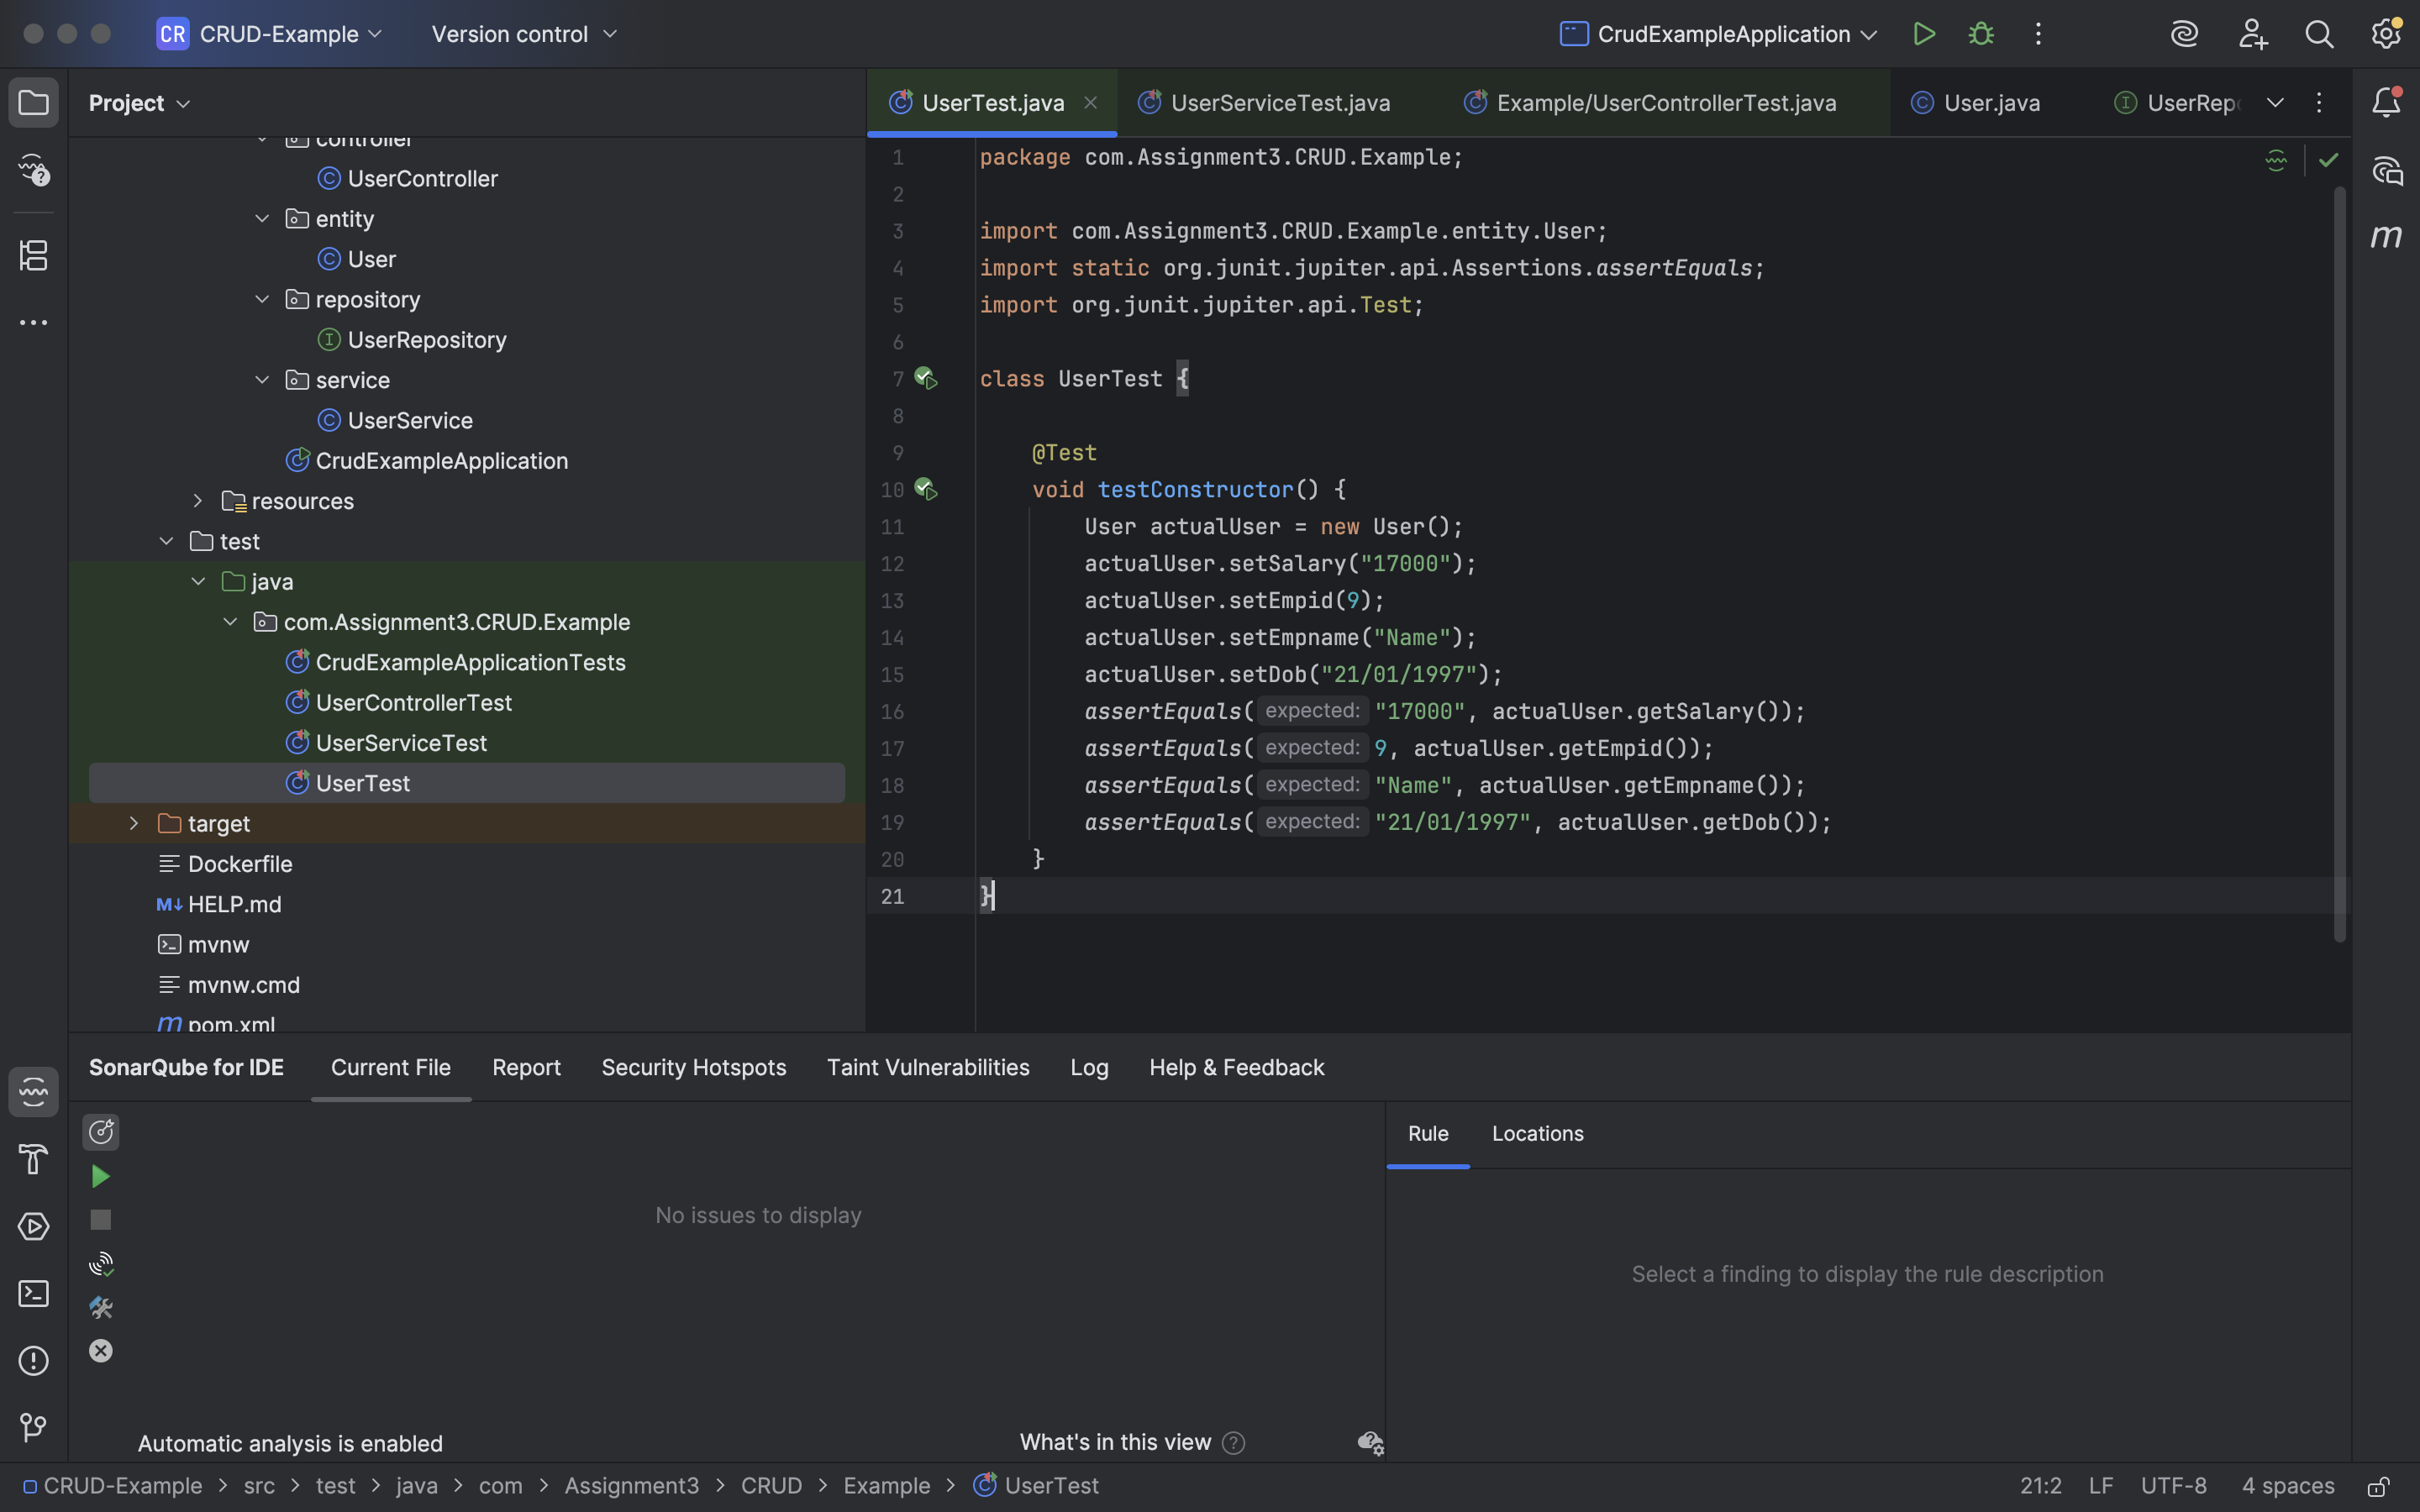 CR CRUD-Example Version control CrudExampleApplication
Project
UserTest.java UserServiceTest.java Example/UserControllerTest.java User.java UserRep
controller
UserController
entity
User
repository
UserRepository
service
UserService
CrudExampleApplication
resources
test
java
com.Assignment3.CRUD.Example
CrudExampleApplicationTests
UserControllerTest
UserServiceTest
UserTest
target
Dockerfile
M↓ HELP.md
mvnw
mvnw.cmd
m pom.xml
1 package com.Assignment3.CRUD.Example;
2
3 import com.Assignment3.CRUD.Example.entity.User;
4 import static org.junit.jupiter.api.Assertions.assertEquals;
5 import org.junit.jupiter.api.Test;
6
7 class UserTest {
8
9 @Test
10 void testConstructor() {
11 User actualUser = new User();
12 actualUser.setSalary("17000");
13 actualUser.setEmpid(9);
14 actualUser.setEmpname("Name");
15 actualUser.setDob("21/01/1997");
16 assertEquals( expected: "17000", actualUser.getSalary());
17 assertEquals( expected: 9, actualUser.getEmpid());
18 assertEquals( expected: "Name", actualUser.getEmpname());
19 assertEquals( expected: "21/01/1997", actualUser.getDob());
20 }
21 }
m
SonarQube for IDE Current File Report Security Hotspots Taint Vulnerabilities Log Help & Feedback
No issues to display
Automatic analysis is enabled What's in this view ?
Rule Locations
Select a finding to display the rule description
CRUD-Example > src > test > java > com > Assignment3 > CRUD > Example > UserTest 21:2 LF UTF-8 4 spaces